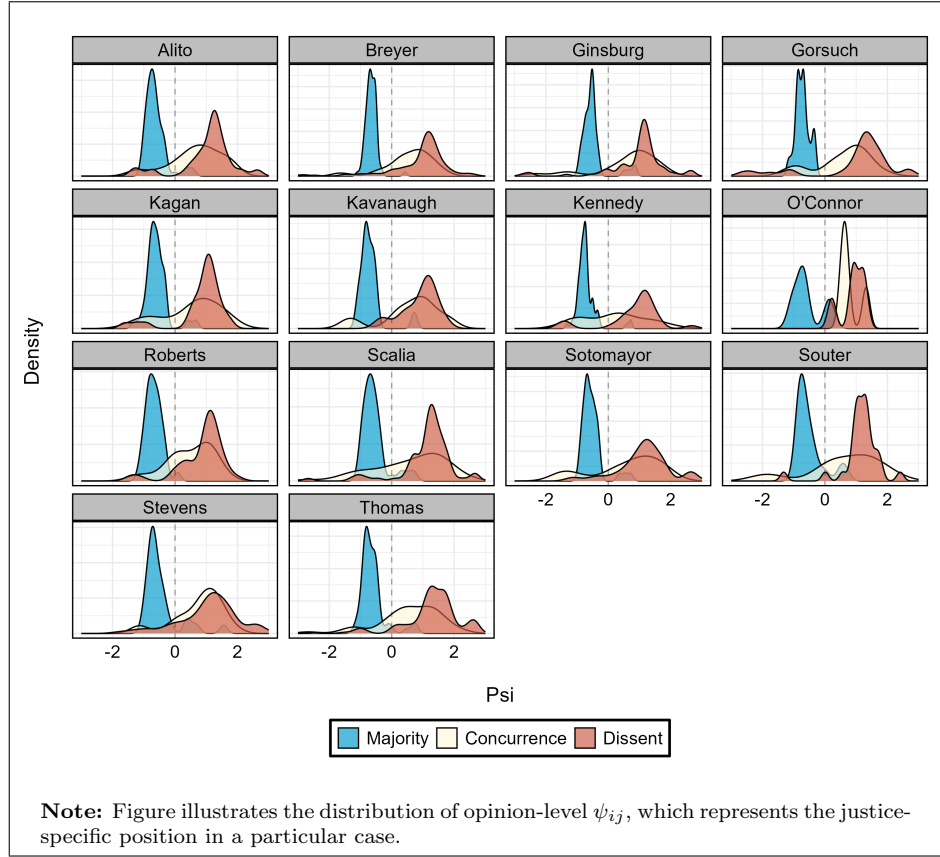 Alito Breyer Ginsburg Gorsuch
Kagan Kavanaugh Kennedy O'Connor
Roberts Scalia Sotomayor Souter
-2 0 2 -2 0 2
Stevens Thomas
-2 0 2 -2 0 2
Density
Psi
Majority Concurrence Dissent
Note: Figure illustrates the distribution of opinion-level ψij, which represents the justice-
specific position in a particular case.